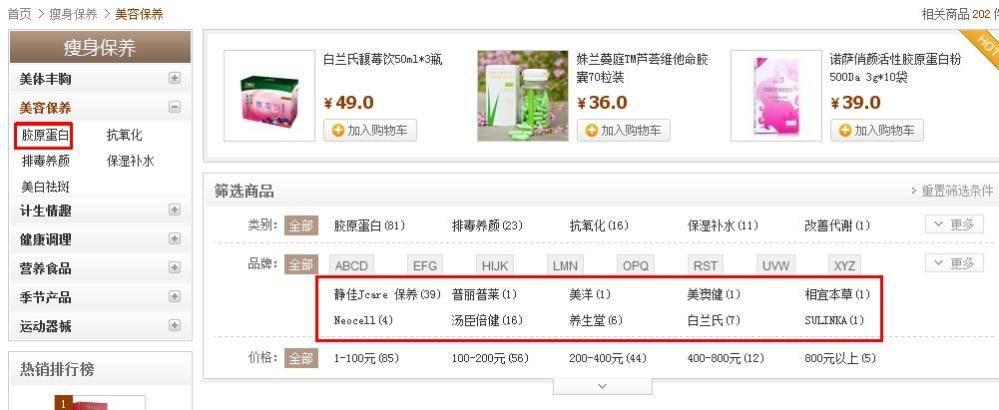 首页 > 瘦身保养 > 美容保养
相关商品 202 件
瘦身保养
美体丰胸
美容保养
胶原蛋白 抗氧化
排毒养颜 保湿补水
美白祛斑
计生情趣
健康调理
营养食品
季节产品
运动器械
热销排行榜
1
白兰氏馥莓饮50ml*3瓶
¥49.0
加入购物车
姝兰蔓庭TM芦荟维他命胶
囊70粒装
¥36.0
加入购物车
诺萨俏颜活性胶原蛋白粉
500Da 3g*10袋
¥39.0
加入购物车
HOT
筛选商品
重置筛选条件
类别: 全部 胶原蛋白(81) 排毒养颜(23) 抗氧化(16) 保湿补水(11) 改善代谢(1) 更多
品牌: 全部 ABCD EFG HIJK LMN OPQ RST UVW XYZ 更多
静佳Jcare 保养(39) 普丽普莱(1) 美洋(1) 美澳健(1) 相宜本草(1)
Neocell(4) 汤臣倍健(16) 养生堂(6) 白兰氏(7) SULINKA(1)
价格: 全部 1-100元(85) 100-200元(56) 200-400元(44) 400-800元(12) 800元以上(5)